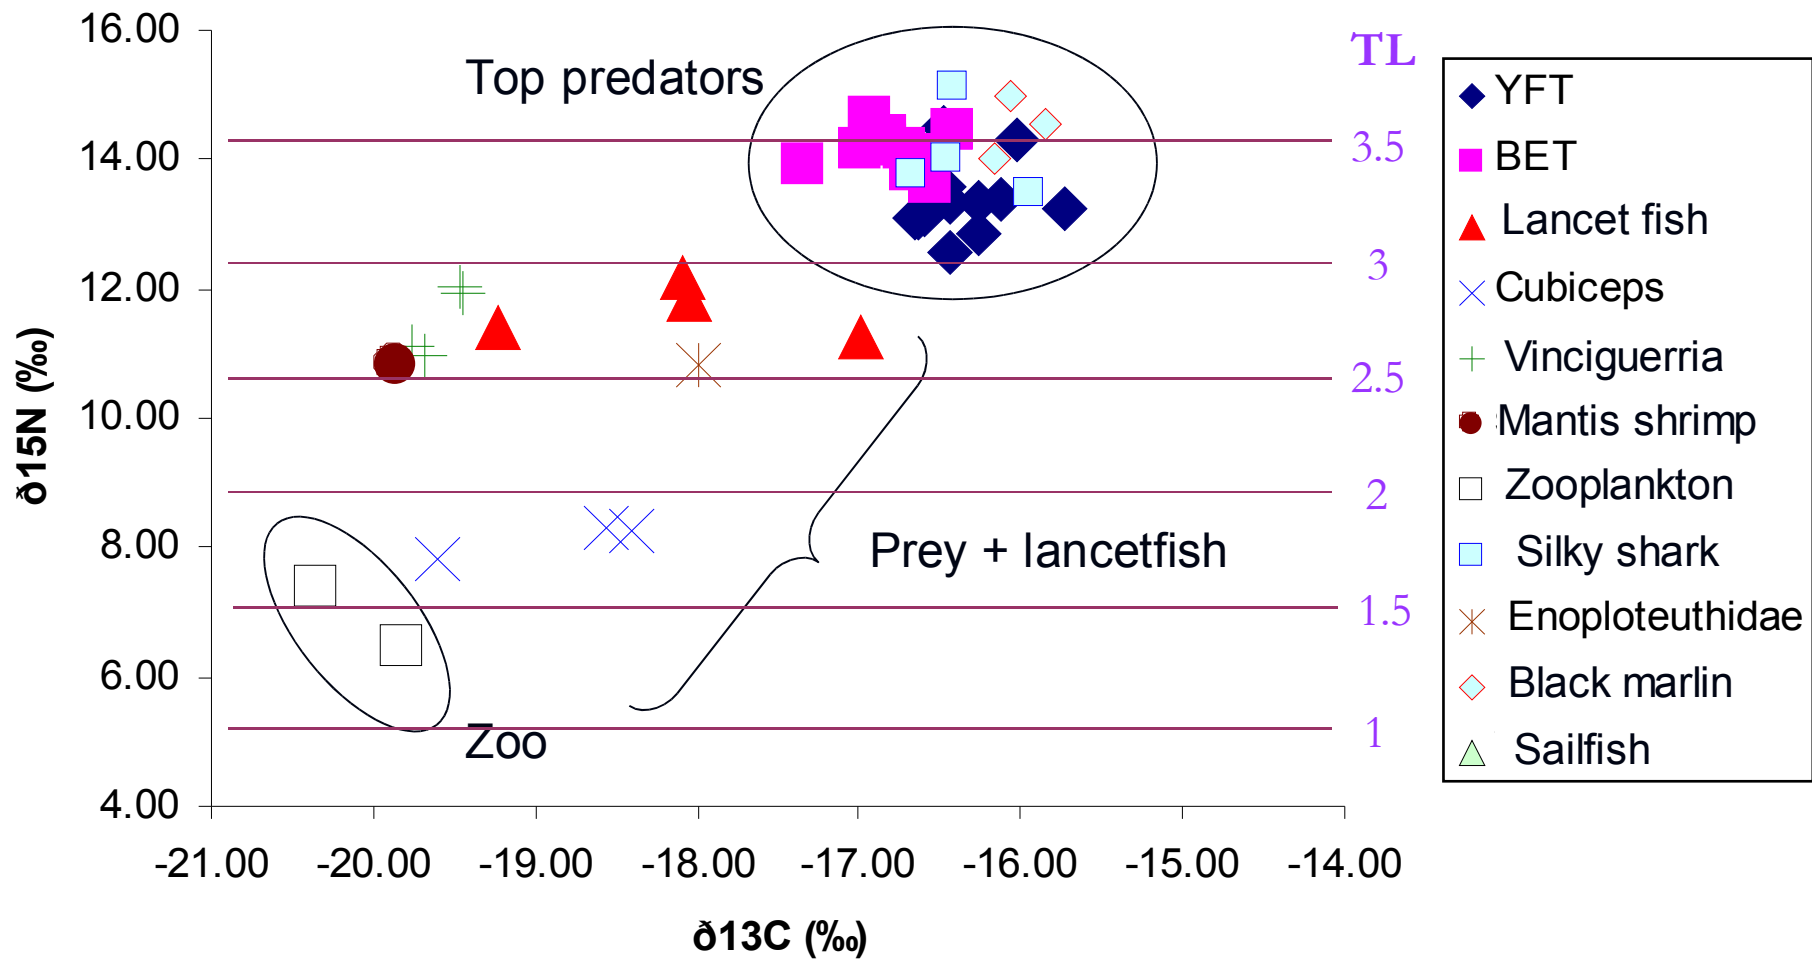 16.00
14.00
12.00
10.00
8.00
6.00
4.00
ð15N (‰)
Top predators
Prey + lancetfish
Zoo
TL
3.5
3
2.5
2
1.5
1
-21.00 -20.00 -19.00 -18.00 -17.00 -16.00 -15.00 -14.00
ð13C (‰)
YFT
BET
Lancet fish
Cubiceps
Vinciguerria
Mantis shrimp
Zooplankton
Silky shark
Enoploteuthidae
Black marlin
Sailfish